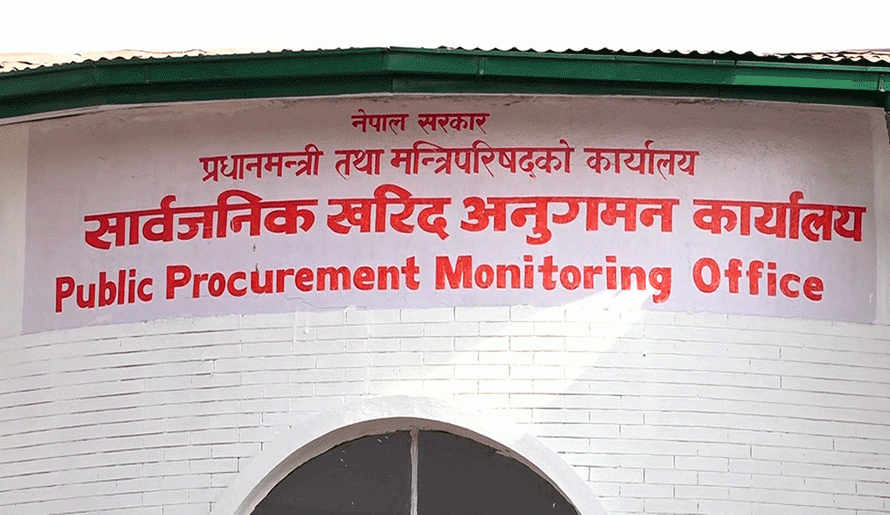 नेपाल सरकार
प्रधानमन्त्री तथा मन्त्रिपरिषद्को कार्यालय
सार्वजनिक खरिद अनुगमन कार्यालय
Public Procurement Monitoring Office